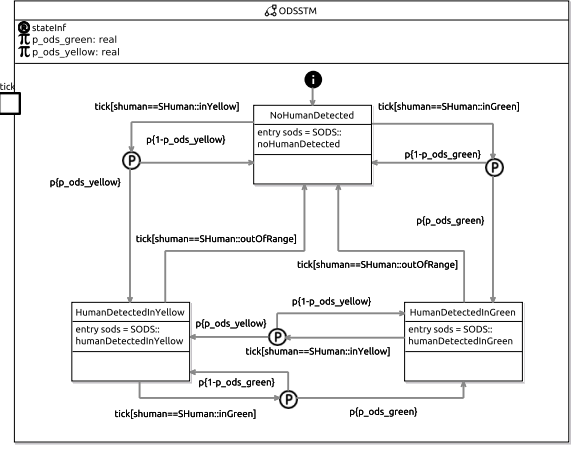 ODSSTM
stateInf
p_ods_green: real
p_ods_yellow: real
tick
i
tick[shuman==SHuman::inYellow]
tick[shuman==SHuman::inGreen]
NoHumanDetected
entry sods = SODS::
noHumanDetected
p{1-p_ods_yellow}
p{1-p_ods_green}
P
P
p{p_ods_yellow}
p{p_ods_green}
tick[shuman==SHuman::outOfRange]
tick[shuman==SHuman::outOfRange]
HumanDetectedInYellow
entry sods = SODS::
humanDetectedInYellow
p{1-p_ods_yellow}
HumanDetectedInGreen
entry sods = SODS::
humanDetectedInGreen
p{p_ods_yellow}
P
tick[shuman==SHuman::inYellow]
p{1-p_ods_green}
P
tick[shuman==SHuman::inGreen]
p{p_ods_green}